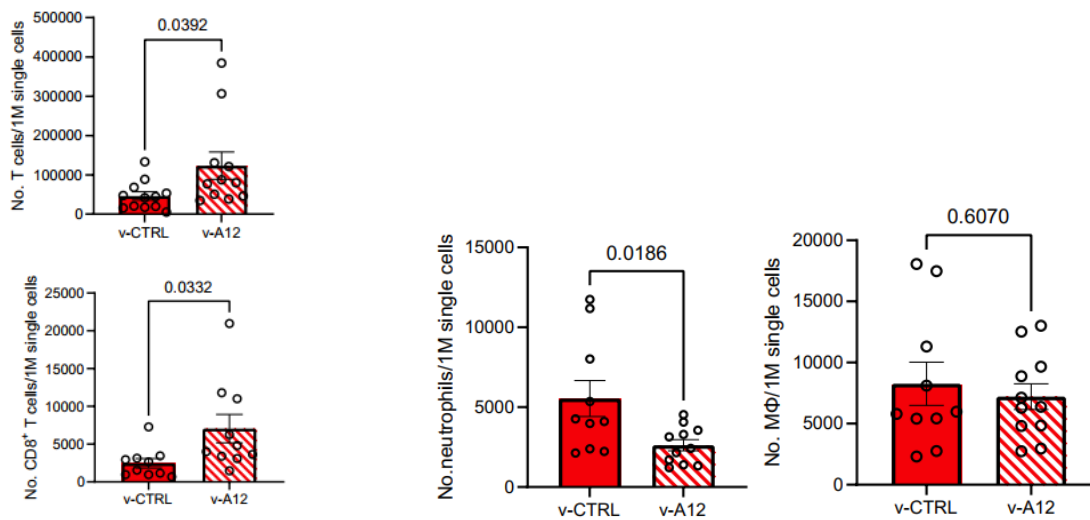 No. T cells/1M single cells
500000
400000
300000
200000
100000
0
0.0392
v-CTRL
v-A12
No. CD8⁺ T cells/1M single cells
25000
20000
15000
10000
5000
0
0.0332
v-CTRL
v-A12
No.neutrophils/1M single cells
15000
10000
5000
0
0.0186
v-CTRL
v-A12
No. MΦ/1M single cells
20000
15000
10000
5000
0
0.6070
v-CTRL
v-A12